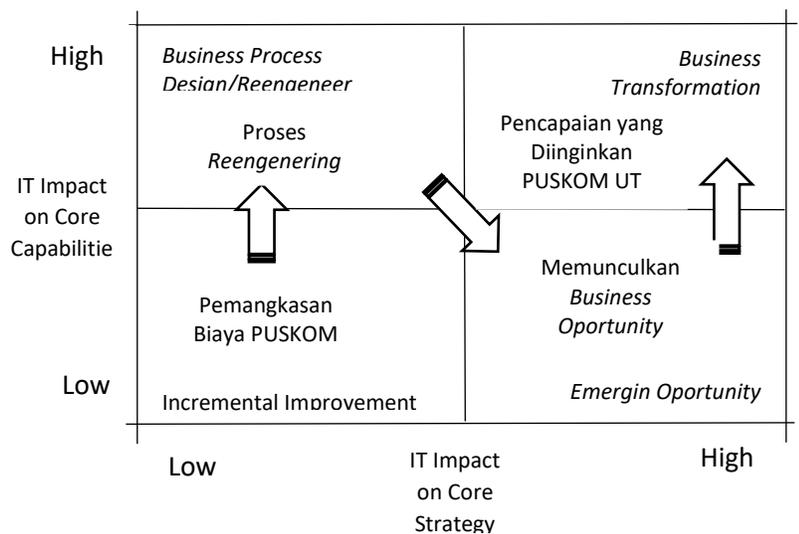 High
Business Process
Design/Reengeneer
Business
Transformation
Proses
Reengenering
Pencapaian yang
Diinginkan
PUSKOM UT
IT Impact
on Core
Capabilitie
Pemangkasan
Biaya PUSKOM
Memunculkan
Business
Oportunity
Low
Incremental Improvement
Emergin Oportunity
Low
IT Impact
on Core
Strategy
High